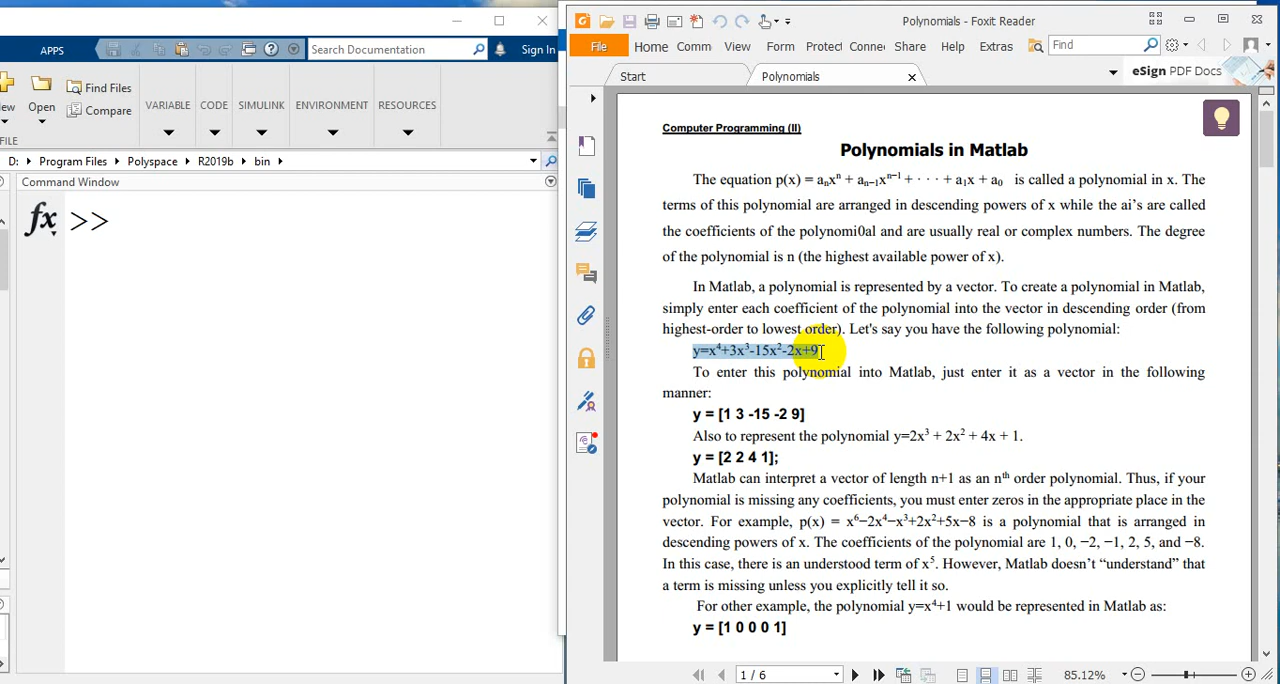 Polynomials - Foxit Reader
APPS
Search Documentation
Sign In
File Home Comm View Form Protect Connec Share Help Extras Find
Start
Polynomials
eSign PDF Docs
Open
Find Files
Compare
VARIABLE
CODE
SIMULINK
ENVIRONMENT
RESOURCES
FILE
D: Program Files Polyspace R2019b bin
Command Window
fx >>
Computer Programming (II)
Polynomials in Matlab
The equation p(x) = aₙxⁿ + aₙ₋₁xⁿ⁻¹ + · · · + a₁x + a₀ is called a polynomial in x. The
terms of this polynomial are arranged in descending powers of x while the ai's are called
the coefficients of the polynomi0al and are usually real or complex numbers. The degree
of the polynomial is n (the highest available power of x).
In Matlab, a polynomial is represented by a vector. To create a polynomial in Matlab,
simply enter each coefficient of the polynomial into the vector in descending order (from
highest-order to lowest order). Let's say you have the following polynomial:
y=x⁴+3x³-15x²-2x+9
To enter this polynomial into Matlab, just enter it as a vector in the following
manner:
y = [1 3 -15 -2 9]
Also to represent the polynomial y=2x³ + 2x² + 4x + 1.
y = [2 2 4 1];
Matlab can interpret a vector of length n+1 as an nᵗʰ order polynomial. Thus, if your
polynomial is missing any coefficients, you must enter zeros in the appropriate place in the
vector. For example, p(x) = x⁶−2x⁴−x³+2x²+5x−8 is a polynomial that is arranged in
descending powers of x. The coefficients of the polynomial are 1, 0, −2, −1, 2, 5, and −8.
In this case, there is an understood term of x⁵. However, Matlab doesn't “understand” that
a term is missing unless you explicitly tell it so.
For other example, the polynomial y=x⁴+1 would be represented in Matlab as:
y = [1 0 0 0 1]
1 / 6
85.12%